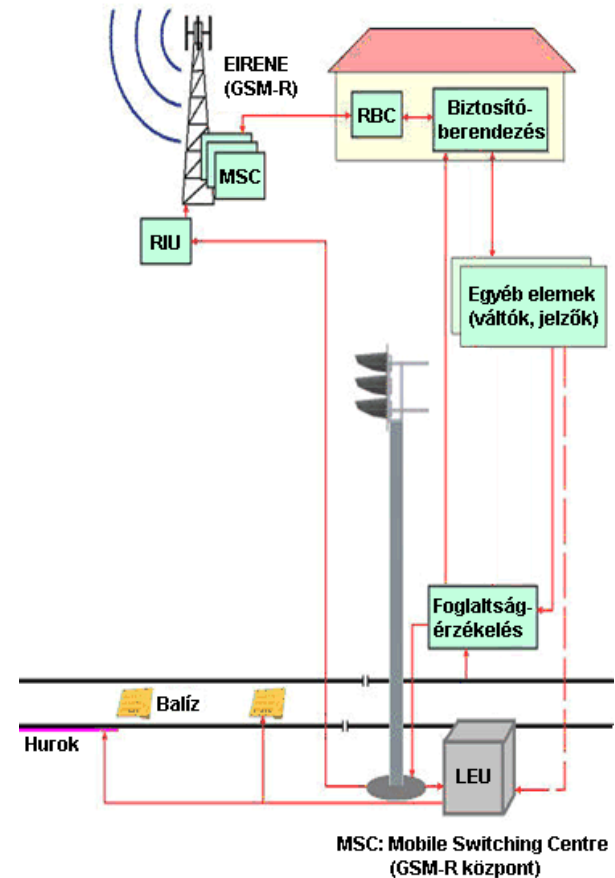 EIRENE
(GSM-R)
RBC
Biztosító-
berendezés
MSC
RIU
Egyéb elemek
(váltók, jelzők)
Foglaltság-
érzékelés
Balíz
Hurok
LEU
MSC: Mobile Switching Centre
(GSM-R központ)